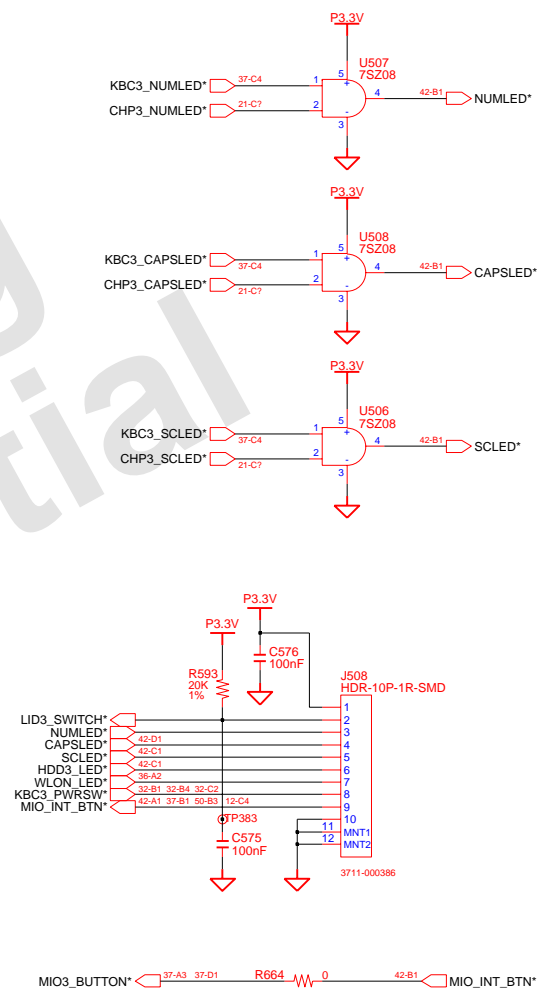 P3.3V
U507
7SZ08
KBC3_NUMLED* 37-C4 1 5 + 4 42-B1 NUMLED*
CHP3_NUMLED* 21-C? 2 -
3
P3.3V
U508
7SZ08
KBC3_CAPSLED* 37-C4 1 5 + 4 42-B1 CAPSLED*
CHP3_CAPSLED* 21-C? 2 -
3
P3.3V
U506
7SZ08
KBC3_SCLED* 37-C4 1 5 + 4 42-B1 SCLED*
CHP3_SCLED* 21-C? 2 -
3
tial
P3.3V
P3.3V
C576
100nF
R593
20K
1%
J508
HDR-10P-1R-SMD
1
LID3_SWITCH* 2
NUMLED* 3
CAPSLED* 42-D1 4
SCLED* 42-C1 5
HDD3_LED* 42-C1 6
WLON_LED* 36-A2 7
KBC3_PWRSW* 32-B1 32-B4 32-C2 8
MIO_INT_BTN* 42-A1 37-B1 50-B3 12-C4 9
TP383 10
11 MNT1
12 MNT2
C575
100nF
3711-000386
MIO3_BUTTON* 37-A3 37-D1 R664 0 42-B1 MIO_INT_BTN*